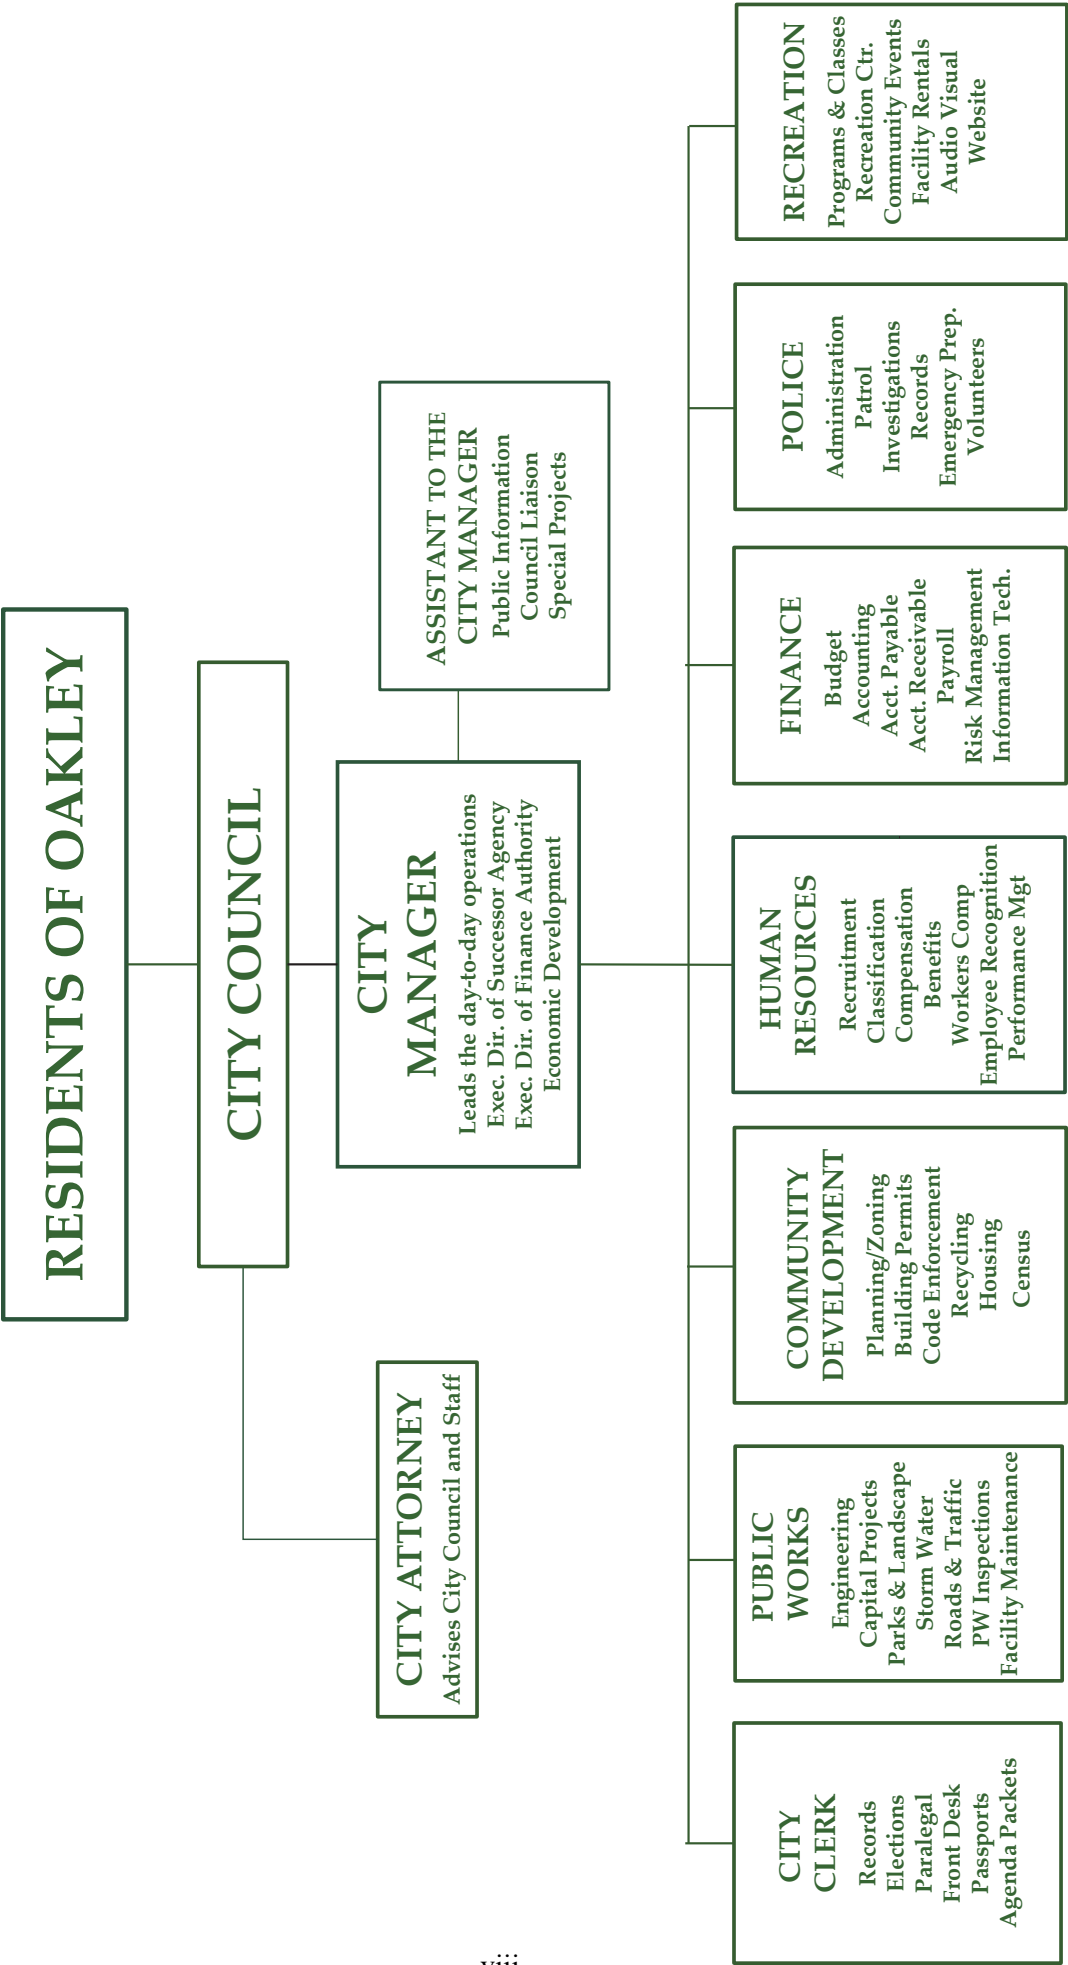 RESIDENTS OF OAKLEY
CITY COUNCIL
CITY ATTORNEY
Advises City Council and Staff
CITY
MANAGER
Leads the day-to-day operations
Exec. Dir. of Successor Agency
Exec. Dir. of Finance Authority
Economic Development
ASSISTANT TO THE
CITY MANAGER
Public Information
Council Liaison
Special Projects
CITY
CLERK
Records
Elections
Paralegal
Front Desk
Passports
Agenda Packets
PUBLIC
WORKS
Engineering
Capital Projects
Parks & Landscape
Storm Water
Roads & Traffic
PW Inspections
Facility Maintenance
COMMUNITY
DEVELOPMENT
Planning/Zoning
Building Permits
Code Enforcement
Recycling
Housing
Census
HUMAN
RESOURCES
Recruitment
Classification
Compensation
Benefits
Workers Comp
Employee Recognition
Performance Mgt
FINANCE
Budget
Accounting
Acct. Payable
Acct. Receivable
Payroll
Risk Management
Information Tech.
POLICE
Administration
Patrol
Investigations
Records
Emergency Prep.
Volunteers
RECREATION
Programs & Classes
Recreation Ctr.
Community Events
Facility Rentals
Audio Visual
Website
viii